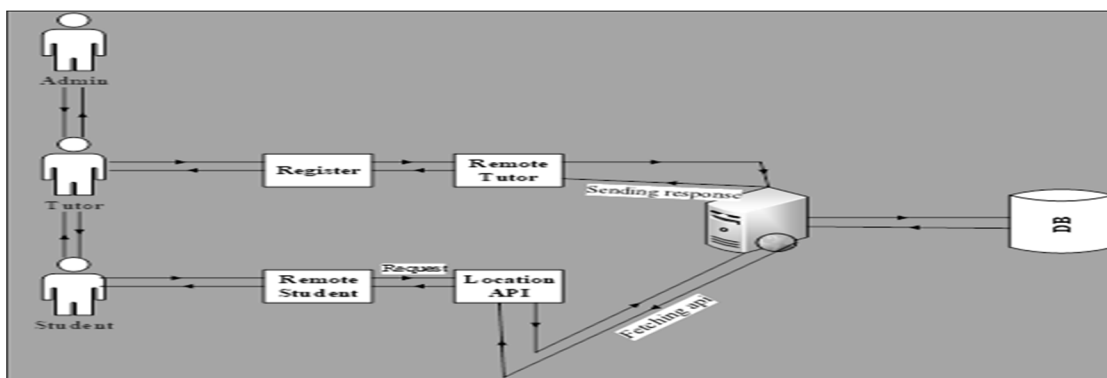 Admin
Tutor
Register
Remote
Tutor
Sending response
DB
Student
Remote
Student
Request
Location
API
Fetching api